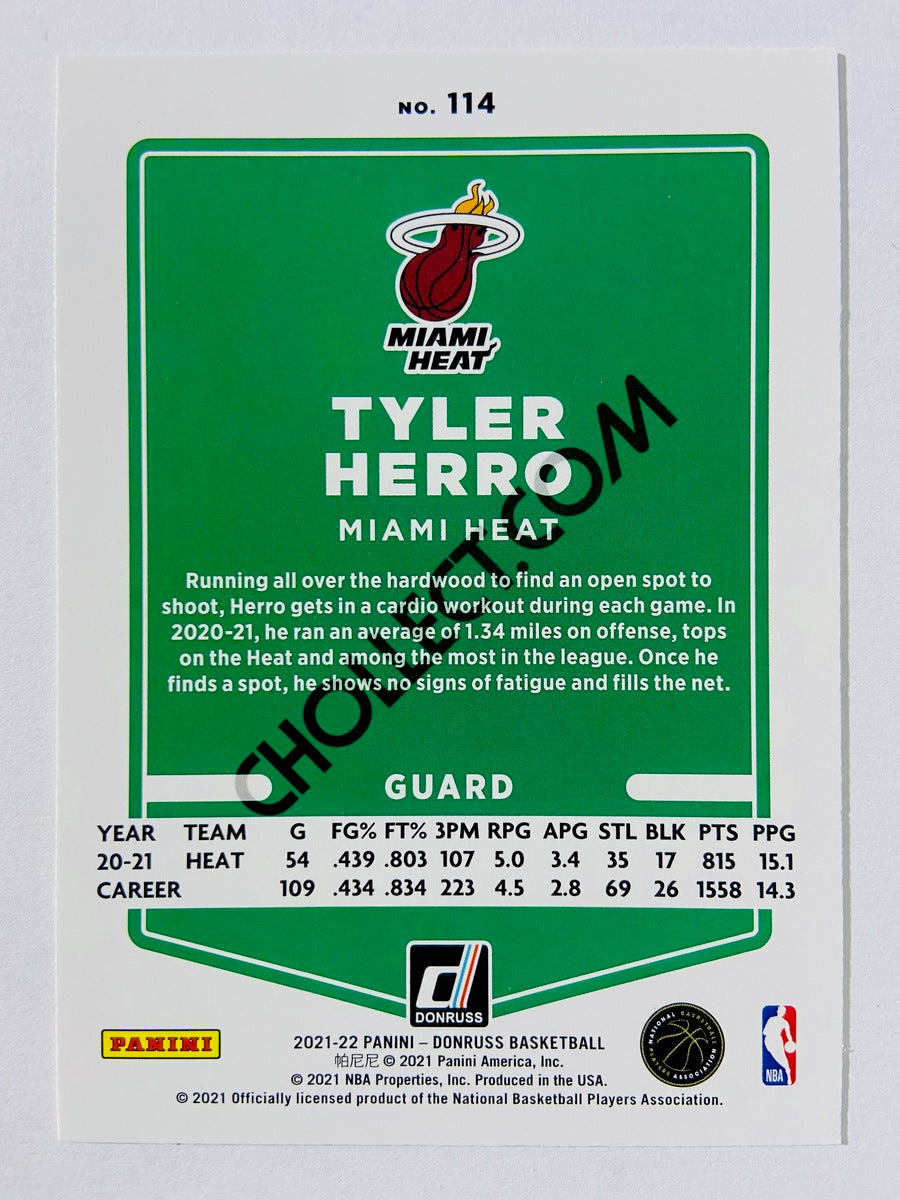 NO. 114
MIAMI
HEAT
TYLER
HERRO
MIAMI HEAT
Running all over the hardwood to find an open spot to
shoot, Herro gets in a cardio workout during each game. In
2020-21, he ran an average of 1.34 miles on offense, tops
on the Heat and among the most in the league. Once he
finds a spot, he shows no signs of fatigue and fills the net.
CHOLLECT.COM
GUARD
YEAR TEAM G FG% FT% 3PM RPG APG STL BLK PTS PPG
20-21 HEAT 54 .439 .803 107 5.0 3.4 35 17 815 15.1
CAREER 109 .434 .834 223 4.5 2.8 69 26 1558 14.3
d
DONRUSS
PANINI
2021-22 PANINI – DONRUSS BASKETBALL
帕尼尼 © 2021 Panini America, Inc.
© 2021 NBA Properties, Inc. Produced in the USA.
© 2021 Officially licensed product of the National Basketball Players Association.
NATIONAL BASKETBALL
PLAYERS ASSOCIATION
NBA